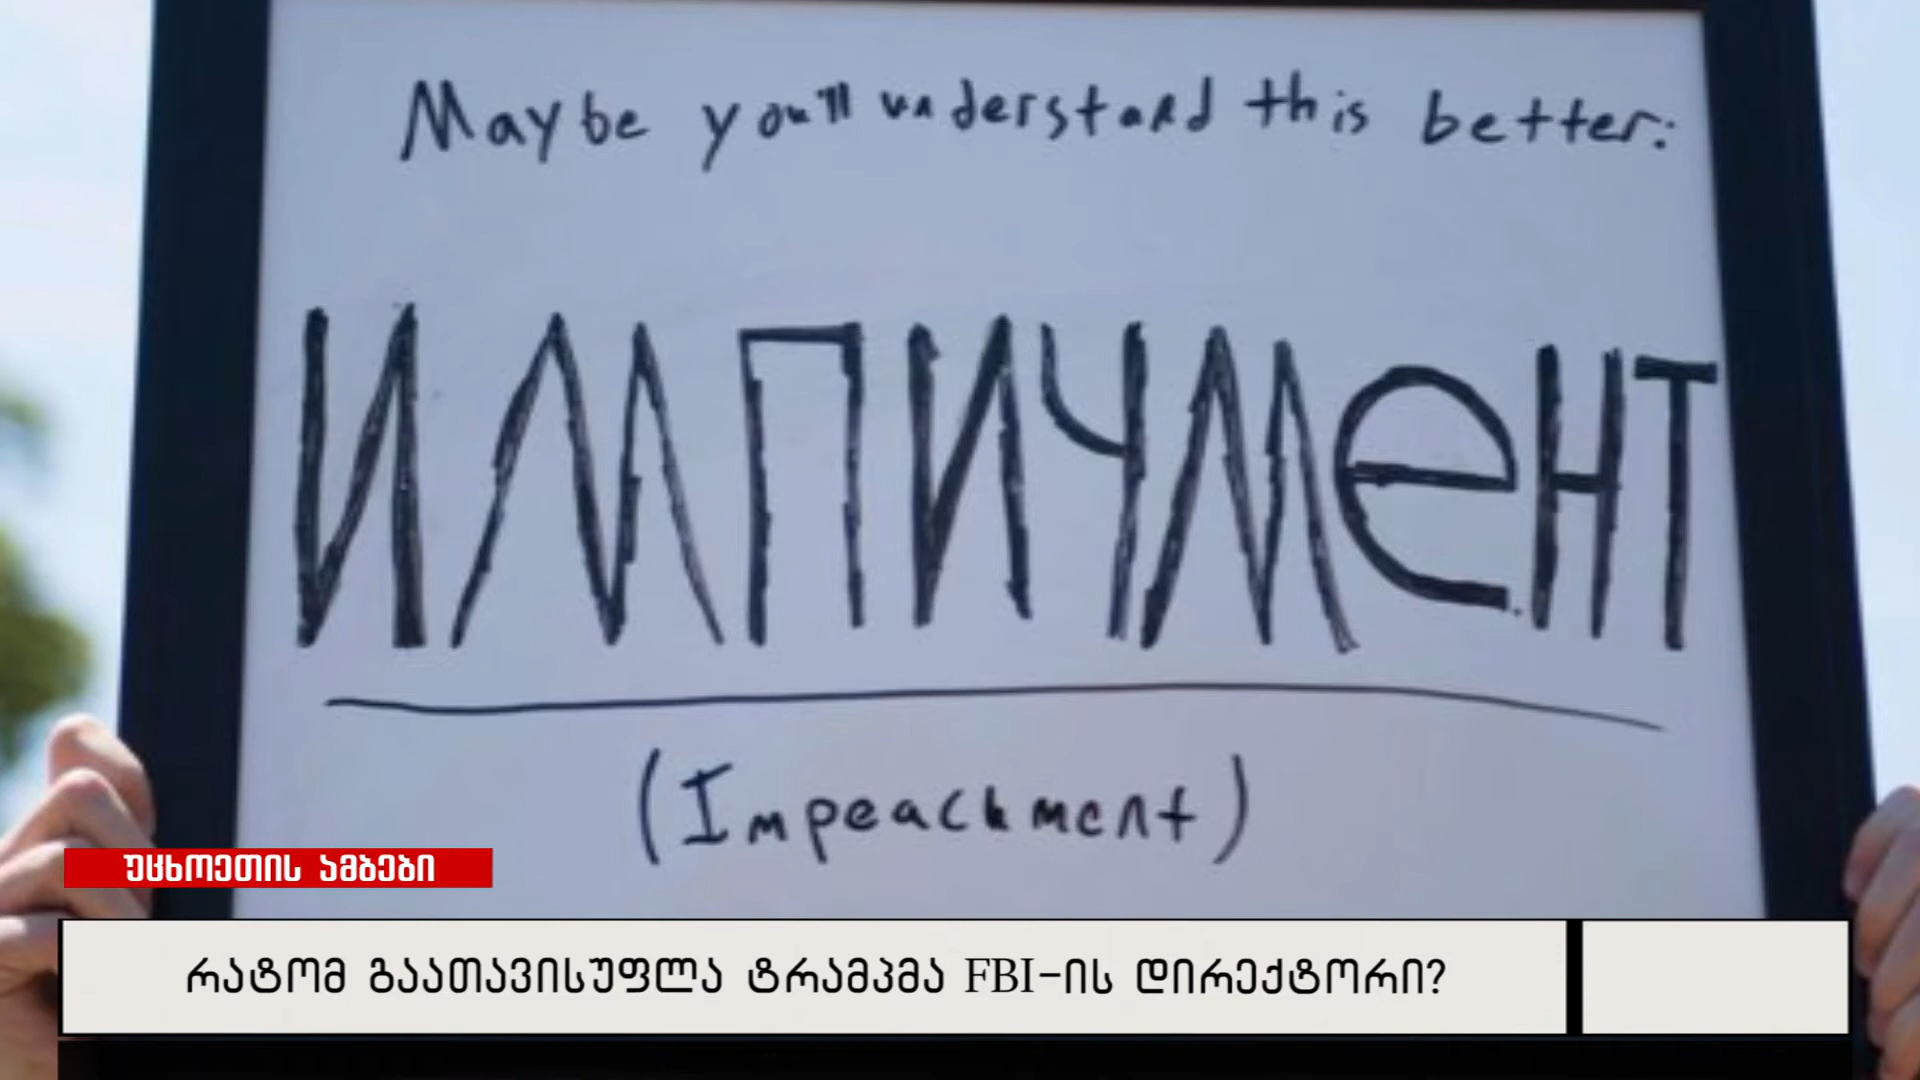 Maybe you'll understand this better:
ИМПИЧМеНТ
(Impeachment)
უცხოეთის ამბები
რატომ გაათავისუფლა ტრამპმა FBI-ის დირექტორი?